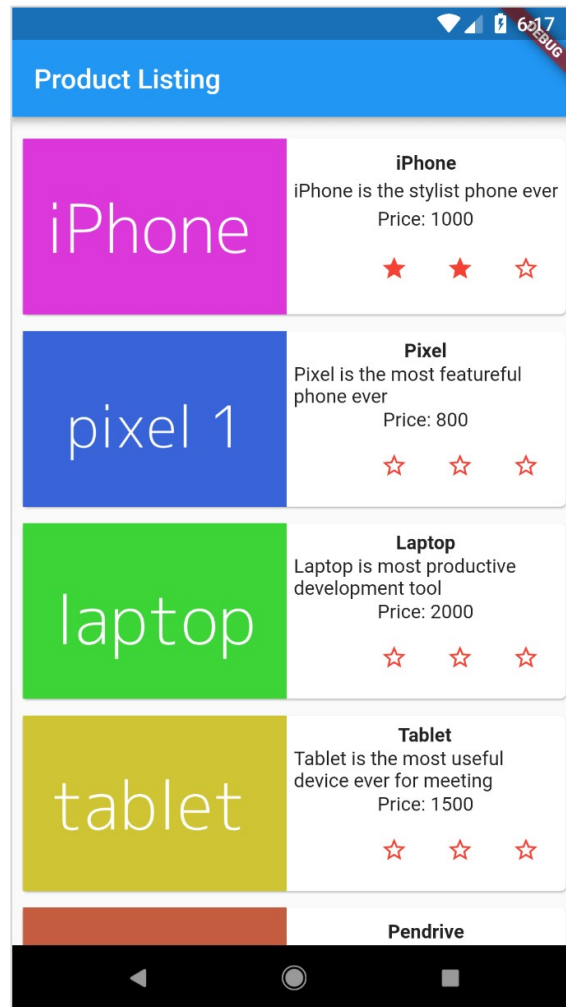 6:17
DEBUG
Product Listing
iPhone
iPhone
iPhone is the stylist phone ever
Price: 1000
pixel 1
Pixel
Pixel is the most featureful
phone ever
Price: 800
laptop
Laptop
Laptop is most productive
development tool
Price: 2000
tablet
Tablet
Tablet is the most useful
device ever for meeting
Price: 1500
Pendrive